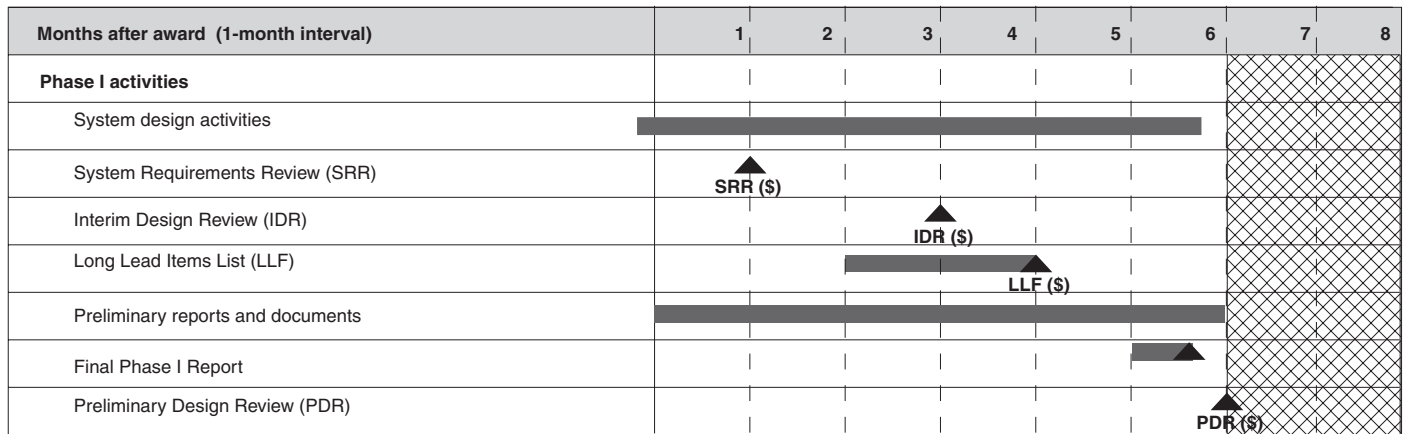 Months after award (1-month interval) 1 2 3 4 5 6 7 8
Phase I activities
System design activities
System Requirements Review (SRR)
SRR ($)
Interim Design Review (IDR)
IDR ($)
Long Lead Items List (LLF)
LLF ($)
Preliminary reports and documents
Final Phase I Report
Preliminary Design Review (PDR)
PDR ($)